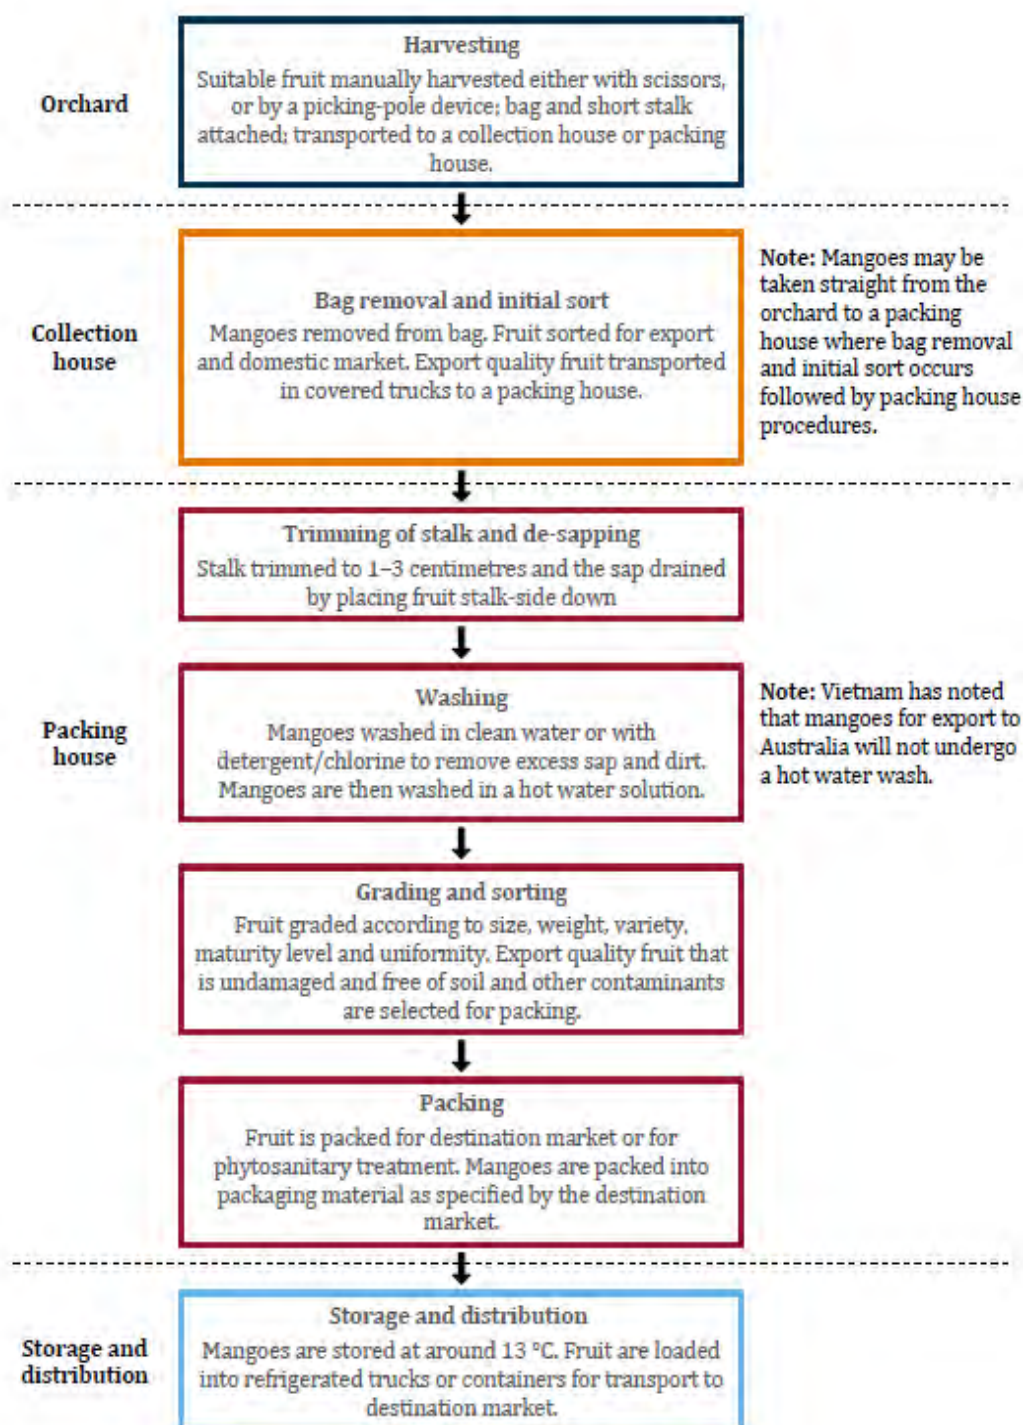 Harvesting
Suitable fruit manually harvested either with scissors,
or by a picking-pole device; bag and short stalk
attached; transported to a collection house or packing
house.
Orchard
Bag removal and initial sort
Mangoes removed from bag. Fruit sorted for export
and domestic market. Export quality fruit transported
in covered trucks to a packing house.
Collection
house
Note: Mangoes may be
taken straight from the
orchard to a packing
house where bag removal
and initial sort occurs
followed by packing house
procedures.
Trimming of stalk and de-sapping
Stalk trimmed to 1–3 centimetres and the sap drained
by placing fruit stalk-side down
Washing
Mangoes washed in clean water or with
detergent/chlorine to remove excess sap and dirt.
Mangoes are then washed in a hot water solution.
Packing
house
Note: Vietnam has noted
that mangoes for export to
Australia will not undergo
a hot water wash.
Grading and sorting
Fruit graded according to size, weight, variety,
maturity level and uniformity. Export quality fruit that
is undamaged and free of soil and other contaminants
are selected for packing.
Packing
Fruit is packed for destination market or for
phytosanitary treatment. Mangoes are packed into
packaging material as specified by the destination
market.
Storage and distribution
Mangoes are stored at around 13 °C. Fruit are loaded
into refrigerated trucks or containers for transport to
destination market.
Storage and
distribution